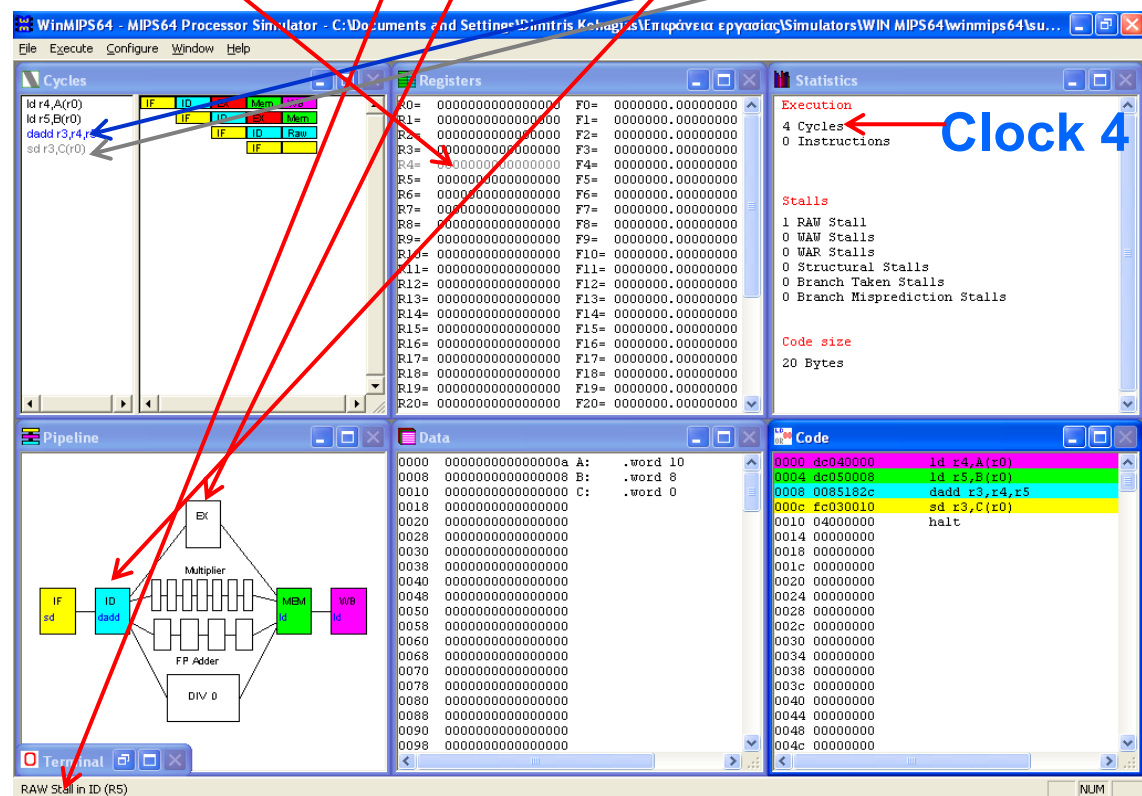 WinMIPS64 - MIPS64 Processor Simulator - C:\Documents and Settings\Dimitris Kehagias\Επιφάνεια εργασίας\Simulators\WIN MIPS64\winmips64\su...
File Execute Configure Window Help
Cycles
ld r4,A(r0)
ld r5,B(r0)
dadd r3,r4,r5
sd r3,C(r0)
IF ID EX Mem WB
IF ID EX Mem
IF ID Raw
IF
Registers
R0= 0000000000000000 F0= 0000000.00000000
R1= 0000000000000000 F1= 0000000.00000000
R2= 0000000000000000 F2= 0000000.00000000
R3= 0000000000000000 F3= 0000000.00000000
R4= 0000000000000000 F4= 0000000.00000000
R5= 0000000000000000 F5= 0000000.00000000
R6= 0000000000000000 F6= 0000000.00000000
R7= 0000000000000000 F7= 0000000.00000000
R8= 0000000000000000 F8= 0000000.00000000
R9= 0000000000000000 F9= 0000000.00000000
R10= 0000000000000000 F10= 0000000.00000000
R11= 0000000000000000 F11= 0000000.00000000
R12= 0000000000000000 F12= 0000000.00000000
R13= 0000000000000000 F13= 0000000.00000000
R14= 0000000000000000 F14= 0000000.00000000
R15= 0000000000000000 F15= 0000000.00000000
R16= 0000000000000000 F16= 0000000.00000000
R17= 0000000000000000 F17= 0000000.00000000
R18= 0000000000000000 F18= 0000000.00000000
R19= 0000000000000000 F19= 0000000.00000000
R20= 0000000000000000 F20= 0000000.00000000
Statistics
Execution
4 Cycles
0 Instructions
Clock 4
Stalls
1 RAW Stall
0 WAW Stalls
0 WAR Stalls
0 Structural Stalls
0 Branch Taken Stalls
0 Branch Misprediction Stalls
Code size
20 Bytes
Pipeline
EX
Multiplier
IF
sd
ID
dadd
MEM
ld
WB
ld
FP Adder
DIV 0
Data
0000 000000000000000a A: .word 10
0008 0000000000000008 B: .word 8
0010 0000000000000000 C: .word 0
0018 0000000000000000
0020 0000000000000000
0028 0000000000000000
0030 0000000000000000
0038 0000000000000000
0040 0000000000000000
0048 0000000000000000
0050 0000000000000000
0058 0000000000000000
0060 0000000000000000
0068 0000000000000000
0070 0000000000000000
0078 0000000000000000
0080 0000000000000000
0088 0000000000000000
0090 0000000000000000
0098 0000000000000000
Code
0000 dc040000 ld r4,A(r0)
0004 dc050008 ld r5,B(r0)
0008 0085182c dadd r3,r4,r5
000c fc030010 sd r3,C(r0)
0010 04000000 halt
0014 00000000
0018 00000000
001c 00000000
0020 00000000
0024 00000000
0028 00000000
002c 00000000
0030 00000000
0034 00000000
0038 00000000
003c 00000000
0040 00000000
0044 00000000
0048 00000000
004c 00000000
Terminal
RAW Stall in ID (R5)
NUM